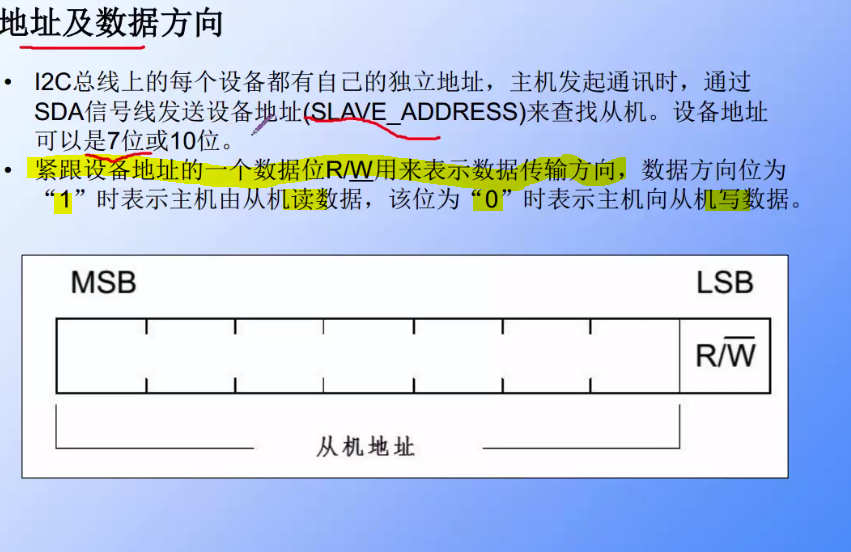 地址及数据方向
• I2C总线上的每个设备都有自己的独立地址，主机发起通讯时，通过
SDA信号线发送设备地址(SLAVE_ADDRESS)来查找从机。设备地址
可以是7位或10位。
• 紧跟设备地址的一个数据位R/W用来表示数据传输方向，数据方向位为
“1”时表示主机由从机读数据，该位为“0”时表示主机向从机写数据。
MSB LSB
R/W̅
从机地址